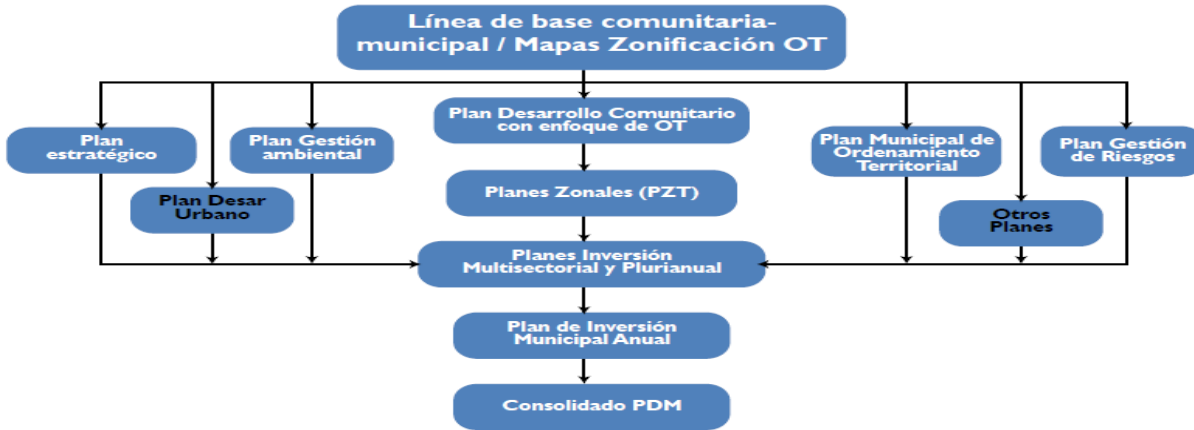 Línea de base comunitaria-
municipal / Mapas Zonificación OT
Plan
estratégico
Plan Desar
Urbano
Plan Gestión
ambiental
Plan Desarrollo Comunitario
con enfoque de OT
Plan Municipal de
Ordenamiento
Territorial
Otros
Planes
Plan Gestión
de Riesgos
Planes Zonales (PZT)
Planes Inversión
Multisectorial y Plurianual
Plan de Inversión
Municipal Anual
Consolidado PDM